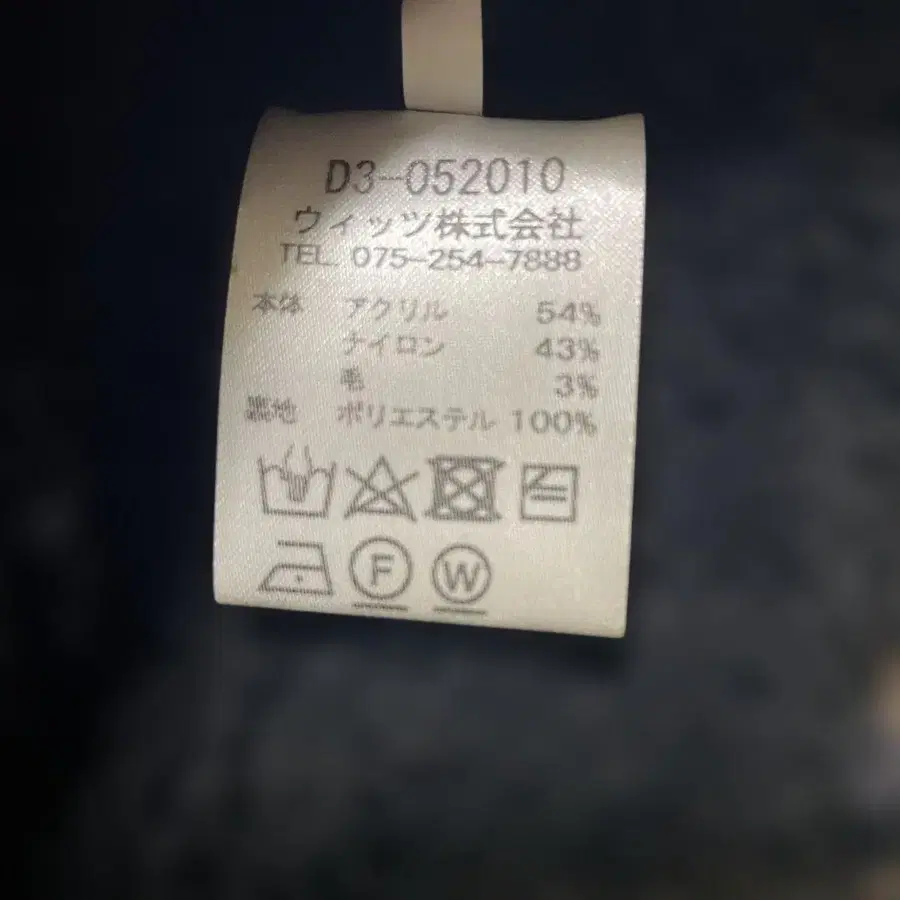 D3-052010
ウィッツ株式会社
TEL. 075-254-7888
本体 アクリル 54%
ナイロン 43%
毛 3%
裏地 ポリエステル 100%
F W